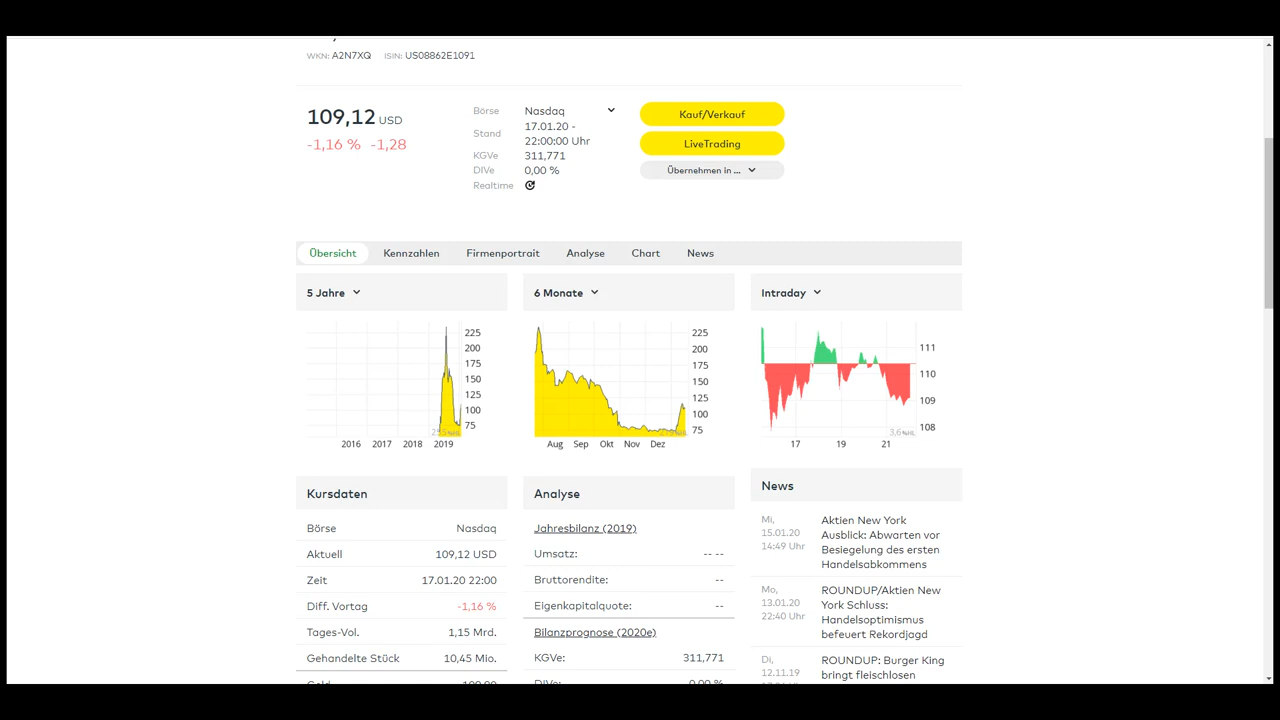 WKN: A2N7XQ ISIN: US08862E1091
109,12 USD
-1,16 % -1,28
Börse Nasdaq
Stand 17.01.20 -
22:00:00 Uhr
KGVe 311,771
DIVe 0,00 %
Realtime
Kauf/Verkauf
LiveTrading
Übernehmen in ...
Übersicht Kennzahlen Firmenportrait Analyse Chart News
5 Jahre
225
200
175
150
125
100
75
2016 2017 2018 2019
6 Monate
225
200
175
150
125
100
75
Aug Sep Okt Nov Dez
Intraday
111
110
109
108
3,6 %H/L
17 19 21
Kursdaten
Börse Nasdaq
Aktuell 109,12 USD
Zeit 17.01.20 22:00
Diff. Vortag -1,16 %
Tages-Vol. 1,15 Mrd.
Gehandelte Stück 10,45 Mio.
Analyse
Jahresbilanz (2019)
Umsatz: -- --
Bruttorendite: --
Eigenkapitalquote: --
Bilanzprognose (2020e)
KGVe: 311,771
DIVe: 0,00 %
News
Mi,
15.01.20
14:49 Uhr
Aktien New York
Ausblick: Abwarten vor
Besiegelung des ersten
Handelsabkommens
Mo,
13.01.20
22:40 Uhr
ROUNDUP/Aktien New
York Schluss:
Handelsoptimismus
befeuert Rekordjagd
Di,
12.11.19
ROUNDUP: Burger King
bringt fleischlosen